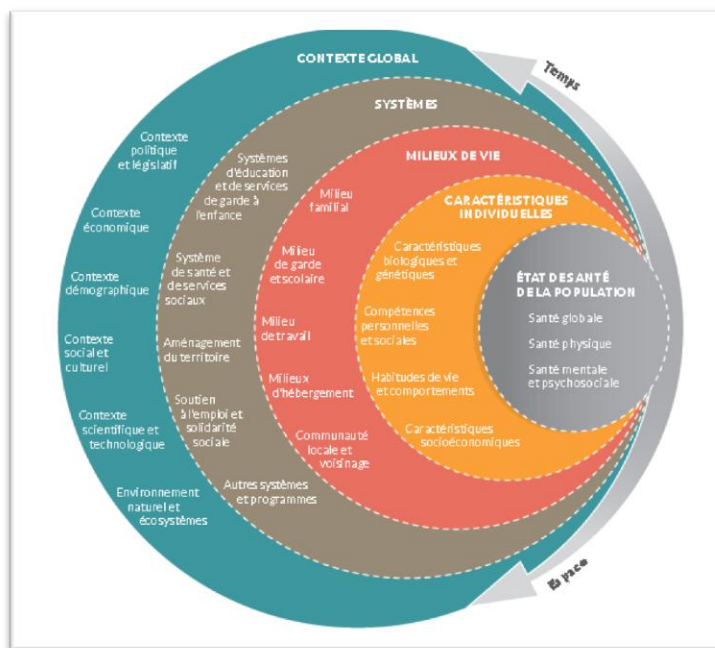 CONTEXTE GLOBAL
Contexte
politique
et législatif
Contexte
économique
Contexte
démographique
Contexte
social et
culturel
Contexte
scientifique et
technologique
Environnement
naturel et
écosystèmes
SYSTÈMES
Systèmes
d'éducation
et de services
de garde à
l'enfance
Système
de santé et
de services
sociaux
Aménagement
du territoire
Soutien
à l'emploi et
solidarité
sociale
Autres systèmes
et programmes
MILIEUX DE VIE
Milieu
familial
Milieu
de garde
et scolaire
Milieu
de travail
Milieux
d'hébergement
Communauté
locale et
voisinage
CARACTÉRISTIQUES
INDIVIDUELLES
Caractéristiques
biologiques et
génétiques
Compétences
personnelles
et sociales
Habitudes de vie
et comportements
Caractéristiques
socioéconomiques
ÉTAT DE SANTÉ
DE LA POPULATION
Santé globale
Santé physique
Santé mentale
et psychosociale
Temps
Espace